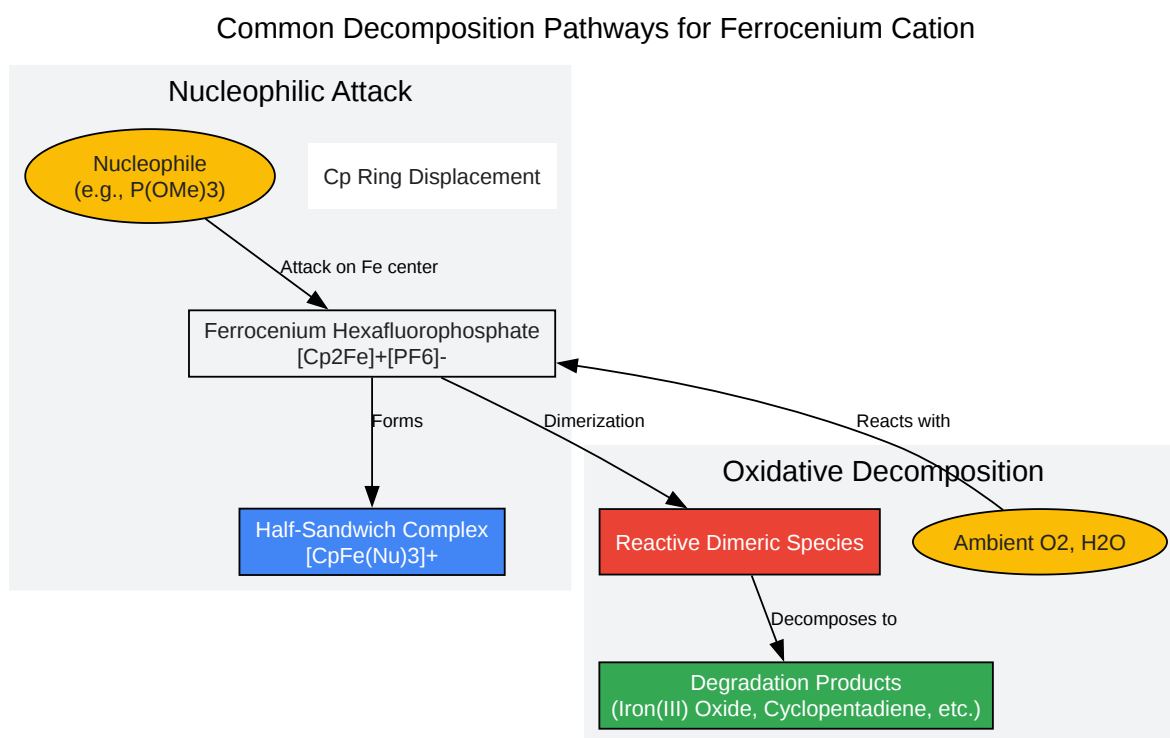 Common Decomposition Pathways for Ferrocenium Cation
Nucleophilic Attack
Nucleophile
(e.g., P(OMe)3)
Cp Ring Displacement
Attack on Fe center
Ferrocenium Hexafluorophosphate
[Cp2Fe]+[PF6]-
Forms
Dimerization
Reacts with
Oxidative Decomposition
Half-Sandwich Complex
[CpFe(Nu)3]+
Reactive Dimeric Species
Ambient O2, H2O
Decomposes to
Degradation Products
(Iron(III) Oxide, Cyclopentadiene, etc.)